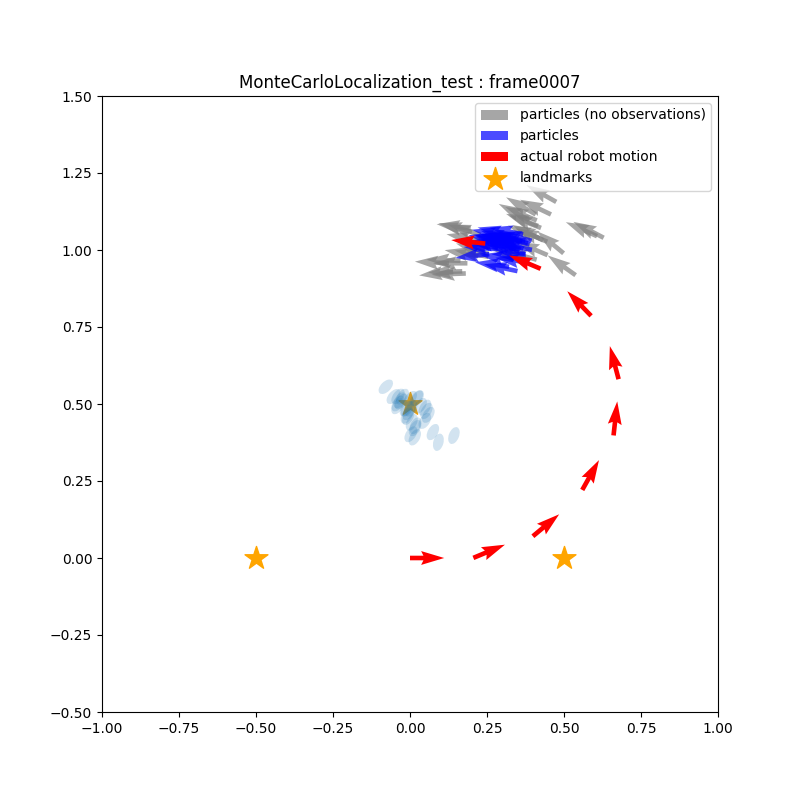 MonteCarloLocalization_test : frame0007
particles (no observations)
particles
actual robot motion
landmarks
1.50
1.25
1.00
0.75
0.50
0.25
0.00
−0.25
−0.50
−1.00 −0.75 −0.50 −0.25 0.00 0.25 0.50 0.75 1.00